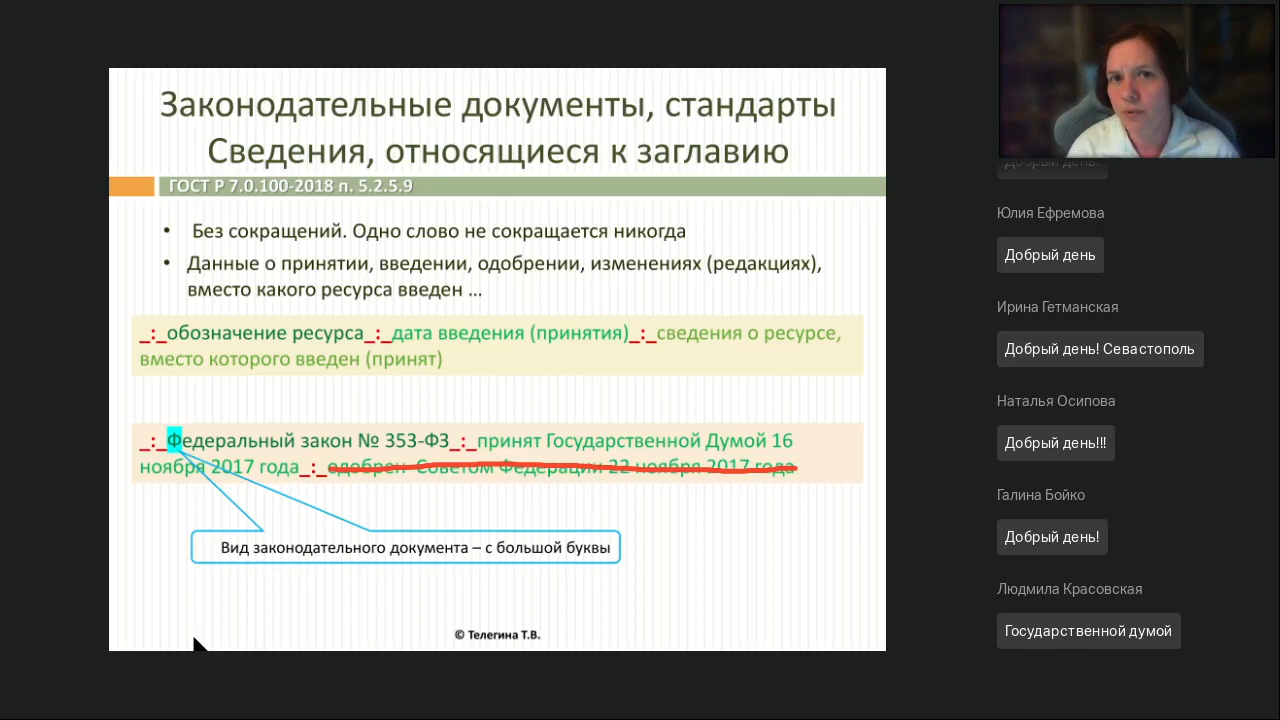 Законодательные документы, стандарты
Сведения, относящиеся к заглавию
ГОСТ Р 7.0.100-2018 п. 5.2.5.9
• Без сокращений. Одно слово не сокращается никогда
• Данные о принятии, введении, одобрении, изменениях (редакциях),
вместо какого ресурса введен ...
_:_обозначение ресурса_:_дата введения (принятия)_:_сведения о ресурсе,
вместо которого введен (принят)
_:_Федеральный закон № 353-ФЗ_:_принят Государственной Думой 16
ноября 2017 года_:_одобрен Советом Федерации 22 ноября 2017 года
Вид законодательного документа – с большой буквы
© Телегина Т.В.
Добрый день!
Юлия Ефремова
Добрый день
Ирина Гетманская
Добрый день! Севастополь
Наталья Осипова
Добрый день!!!
Галина Бойко
Добрый день!
Людмила Красовская
Государственной думой